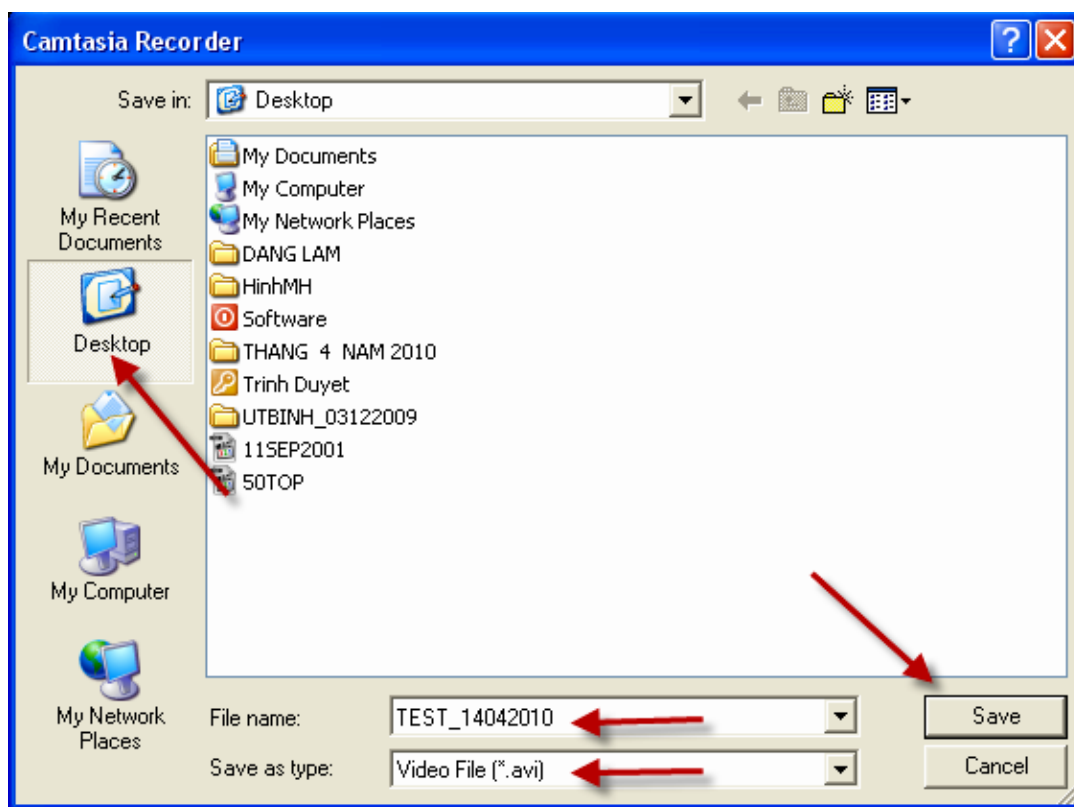 Camtasia Recorder
Save in:
Desktop
My Recent
Documents
Desktop
My Documents
My Computer
My Network
Places
My Documents
My Computer
My Network Places
DANG LAM
HinhMH
Software
THANG 4 NAM 2010
Trinh Duyet
UTBINH_03122009
11SEP2001
50TOP
File name:
TEST_14042010
Save
Save as type:
Video File (*.avi)
Cancel